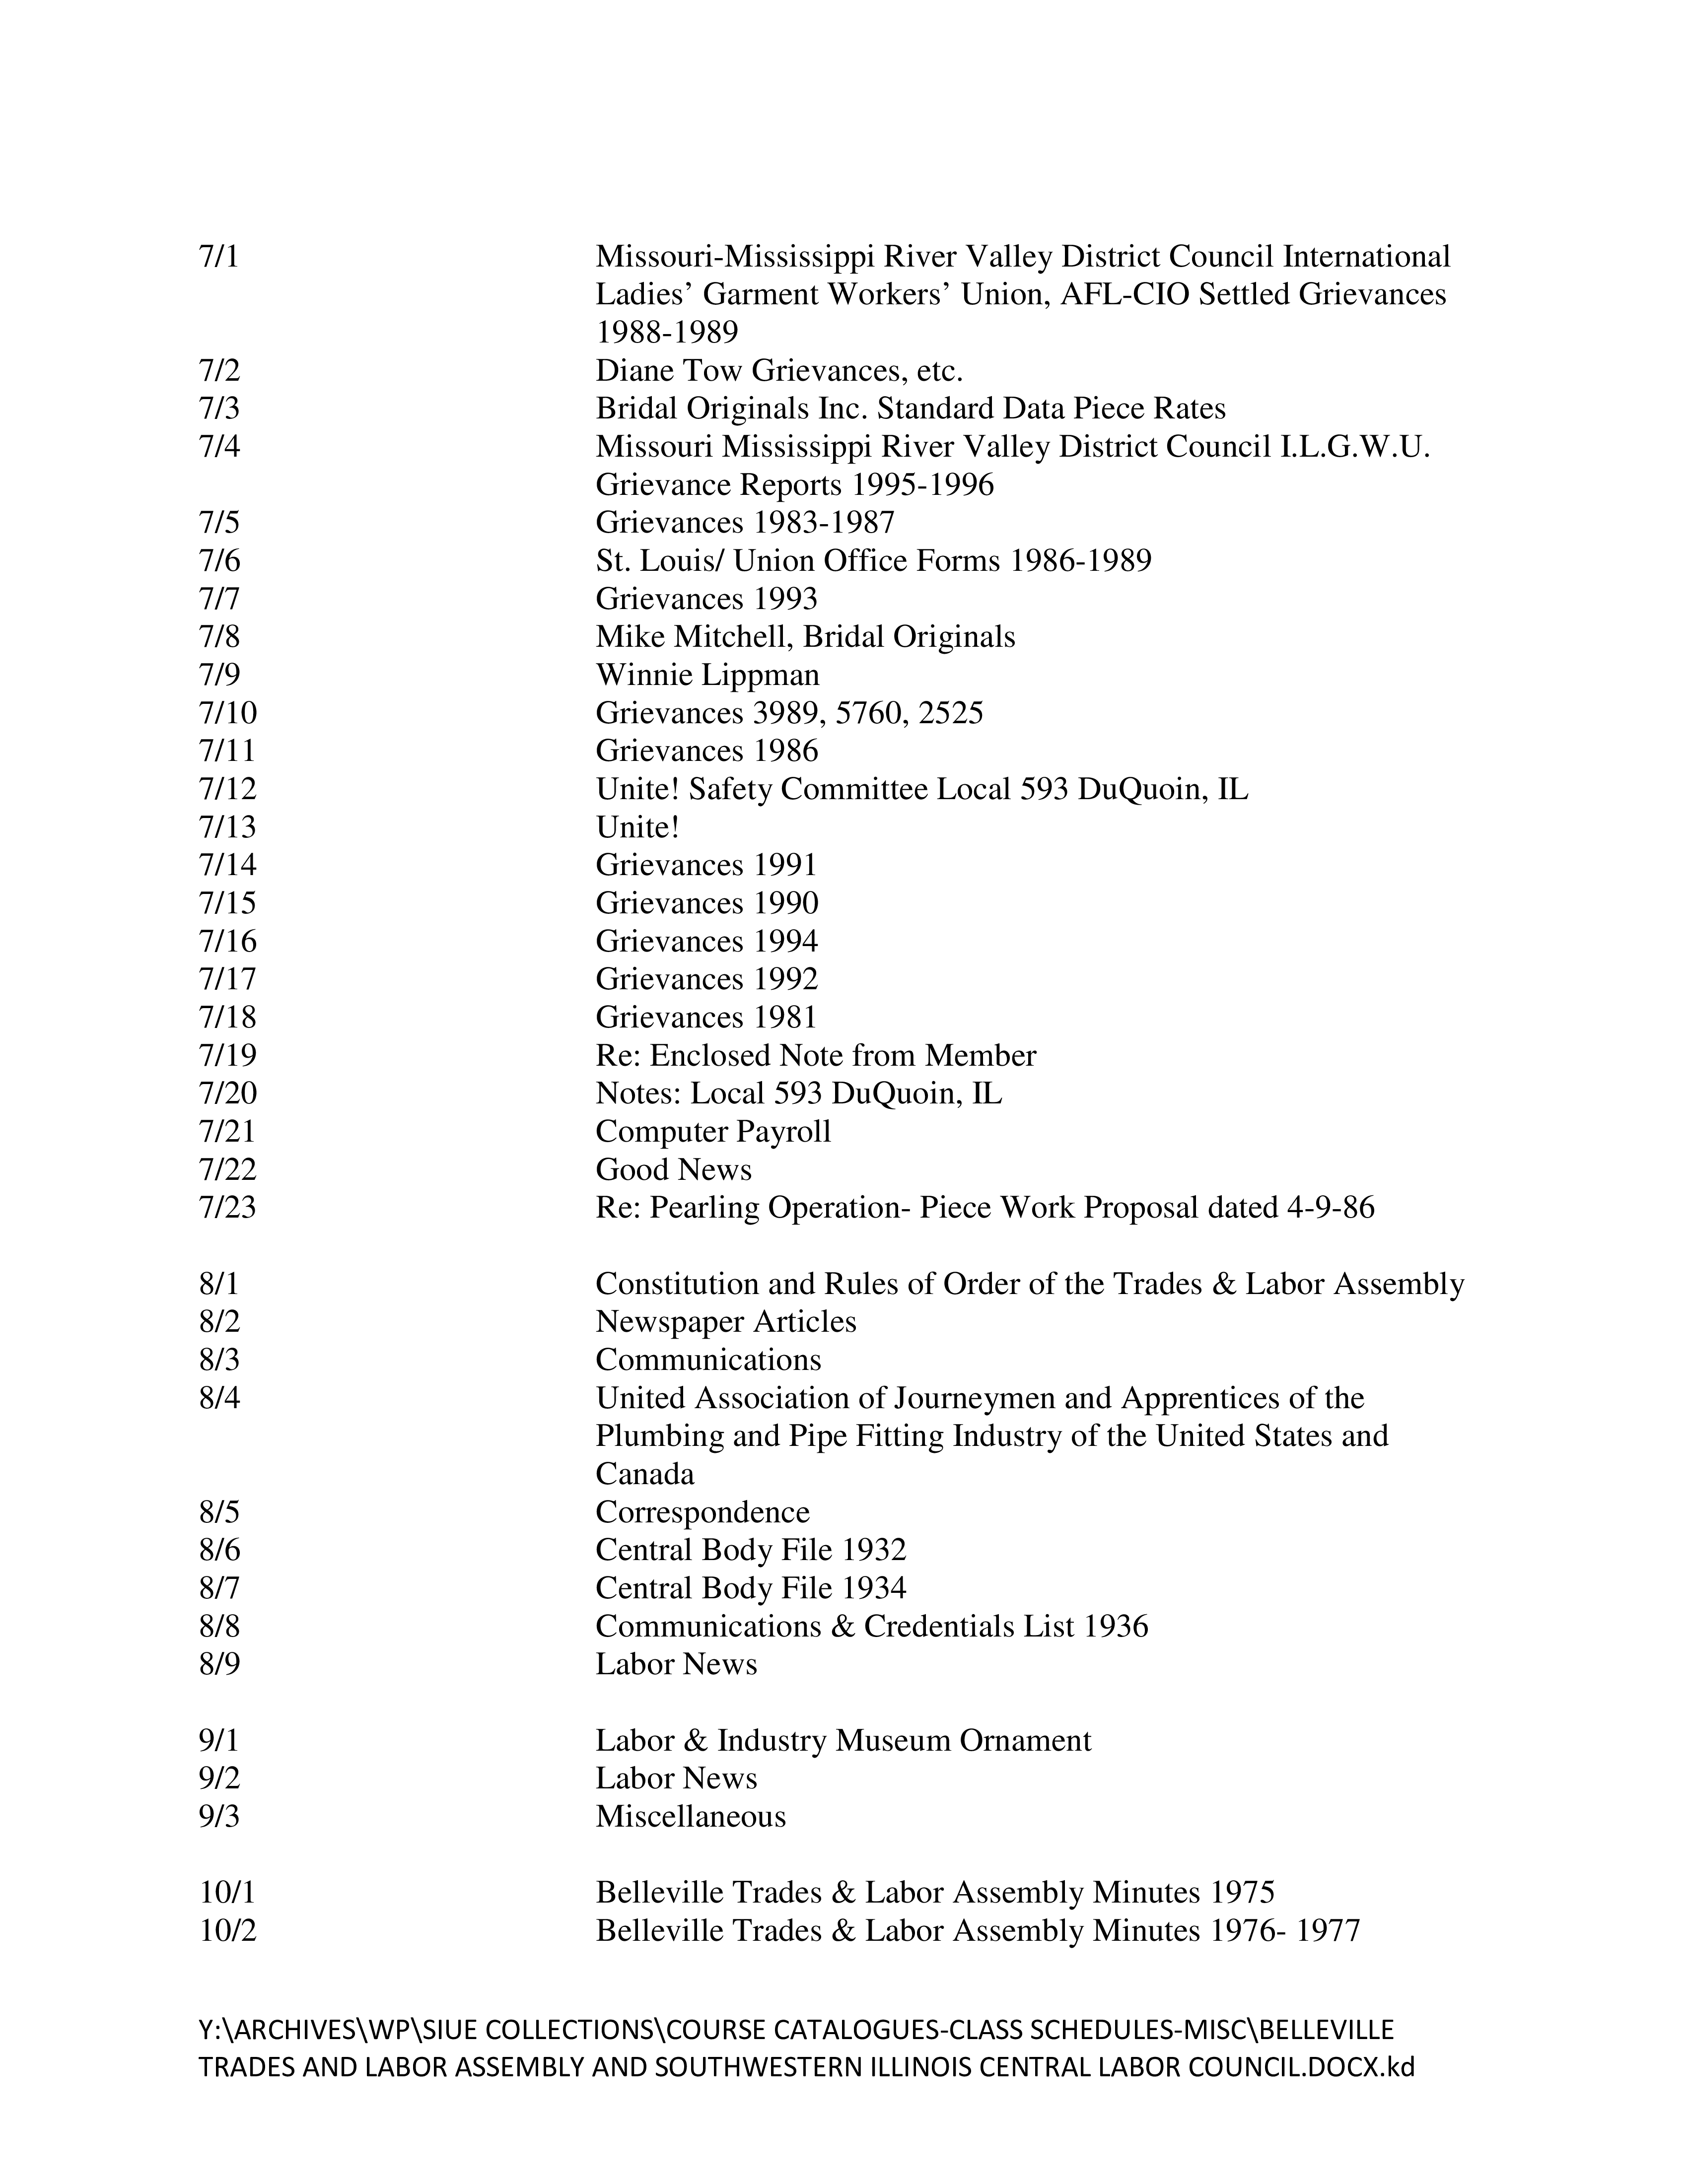 7/1 Missouri-Mississippi River Valley District Council International
Ladies’ Garment Workers’ Union, AFL-CIO Settled Grievances
1988-1989
7/2 Diane Tow Grievances, etc.
7/3 Bridal Originals Inc. Standard Data Piece Rates
7/4 Missouri Mississippi River Valley District Council I.L.G.W.U.
Grievance Reports 1995-1996
7/5 Grievances 1983-1987
7/6 St. Louis/ Union Office Forms 1986-1989
7/7 Grievances 1993
7/8 Mike Mitchell, Bridal Originals
7/9 Winnie Lippman
7/10 Grievances 3989, 5760, 2525
7/11 Grievances 1986
7/12 Unite! Safety Committee Local 593 DuQuoin, IL
7/13 Unite!
7/14 Grievances 1991
7/15 Grievances 1990
7/16 Grievances 1994
7/17 Grievances 1992
7/18 Grievances 1981
7/19 Re: Enclosed Note from Member
7/20 Notes: Local 593 DuQuoin, IL
7/21 Computer Payroll
7/22 Good News
7/23 Re: Pearling Operation- Piece Work Proposal dated 4-9-86
8/1 Constitution and Rules of Order of the Trades & Labor Assembly
8/2 Newspaper Articles
8/3 Communications
8/4 United Association of Journeymen and Apprentices of the
Plumbing and Pipe Fitting Industry of the United States and
Canada
8/5 Correspondence
8/6 Central Body File 1932
8/7 Central Body File 1934
8/8 Communications & Credentials List 1936
8/9 Labor News
9/1 Labor & Industry Museum Ornament
9/2 Labor News
9/3 Miscellaneous
10/1 Belleville Trades & Labor Assembly Minutes 1975
10/2 Belleville Trades & Labor Assembly Minutes 1976- 1977
Y:\ARCHIVES\WP\SIUE COLLECTIONS\COURSE CATALOGUES-CLASS SCHEDULES-MISC\BELLEVILLE
TRADES AND LABOR ASSEMBLY AND SOUTHWESTERN ILLINOIS CENTRAL LABOR COUNCIL.DOCX.kd